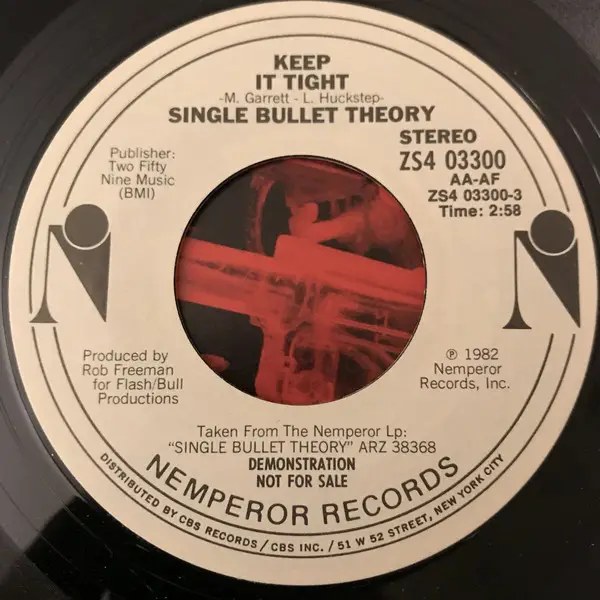 KEEP
IT TIGHT
-M. Garrett - L. Huckstep-
SINGLE BULLET THEORY
STEREO
ZS4 03300
AA-AF
ZS4 03300-3
Time: 2:58
Publisher:
Two Fifty
Nine Music
(BMI)
Produced by
Rob Freeman
for Flash/Bull
Productions
℗ 1982
Nemperor
Records, Inc.
Taken From The Nemperor Lp:
"SINGLE BULLET THEORY" ARZ 38368
DEMONSTRATION
NOT FOR SALE
NEMPEROR RECORDS
DISTRIBUTED BY CBS RECORDS / CBS INC. / 51 W 52 STREET, NEW YORK CITY